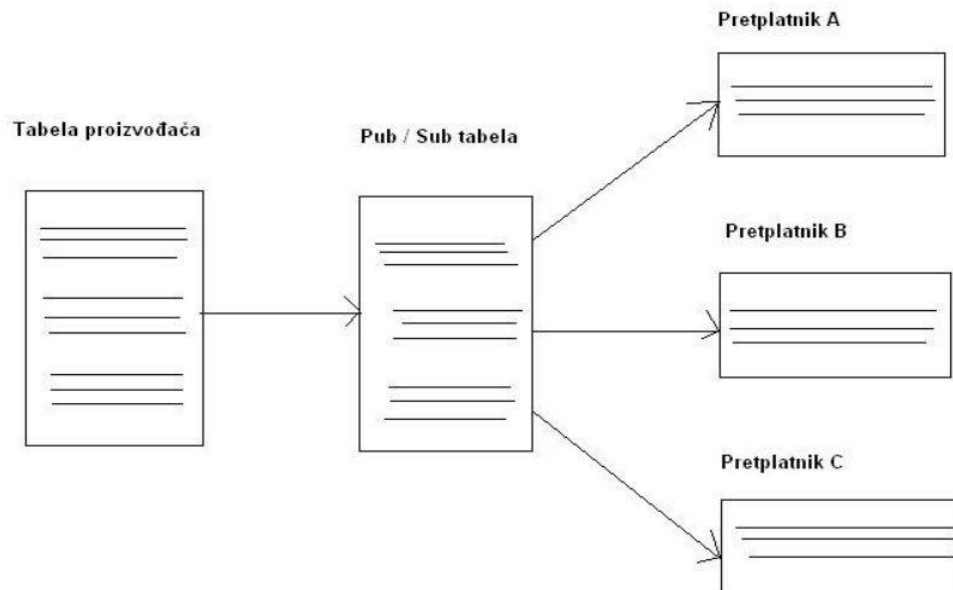 Pretplatnik A
Tabela proizvođača
Pub / Sub tabela
Pretplatnik B
Pretplatnik C